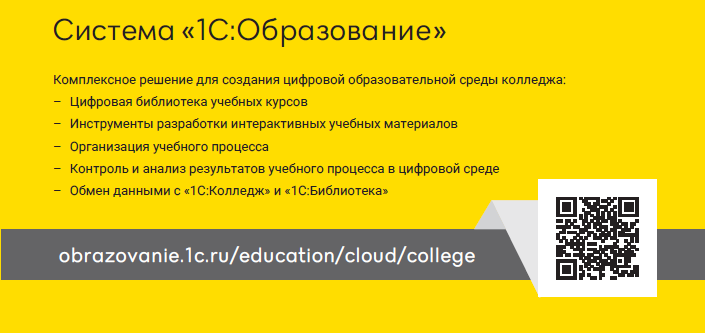 Система «1С:Образование»
Комплексное решение для создания цифровой образовательной среды колледжа:
– Цифровая библиотека учебных курсов
– Инструменты разработки интерактивных учебных материалов
– Организация учебного процесса
– Контроль и анализ результатов учебного процесса в цифровой среде
– Обмен данными с «1С:Колледж» и «1С:Библиотека»
obrazovanie.1c.ru/education/cloud/college